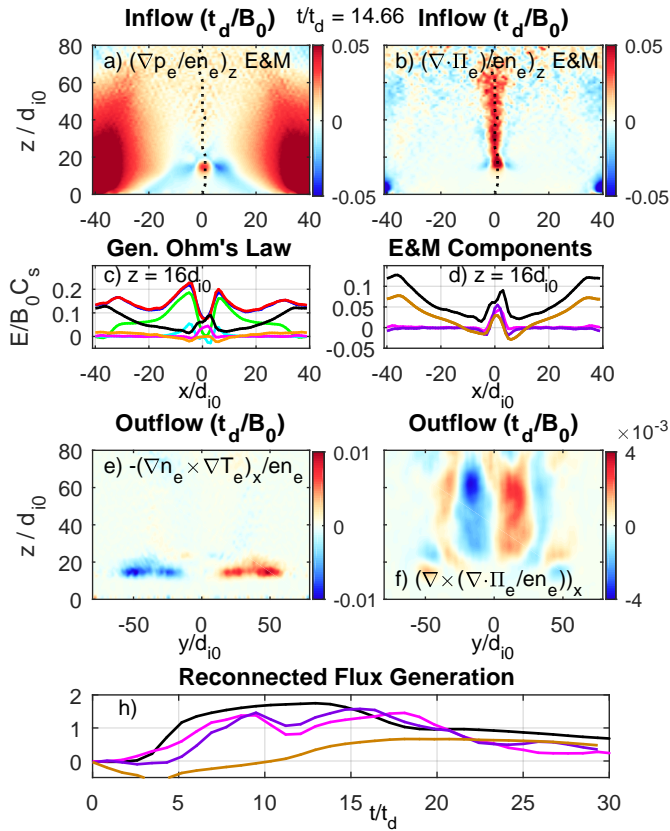 Inflow (t_d/B_0) t/t_d = 14.66 Inflow (t_d/B_0)
a) (∇p_e/en_e)_z E&M
b) (∇·Π_e)/en_e)_z E&M
z / d_i0
80
60
40
20
0
-40 -20 0 20 40
0.05
0
-0.05
-40 -20 0 20 40
0.05
0
-0.05
Gen. Ohm's Law
E&M Components
c) z = 16d_i0
d) z = 16d_i0
E/B_0C_s
0.2
0.1
0
-40 -20 0 20 40
x/d_i0
0.1
0.05
0
-0.05
-40 -20 0 20 40
x/d_i0
Outflow (t_d/B_0)
Outflow (t_d/B_0)
×10^-3
e) -(∇n_e × ∇T_e)_x/en_e
z / d_i0
80
60
40
20
0
-50 0 50
y/d_i0
0.01
0
-0.01
f) (∇×(∇·Π_e/en_e))_x
-50 0 50
y/d_i0
4
2
0
-2
-4
Reconnected Flux Generation
h)
2
1
0
0 5 10 15 20 25 30
t/t_d